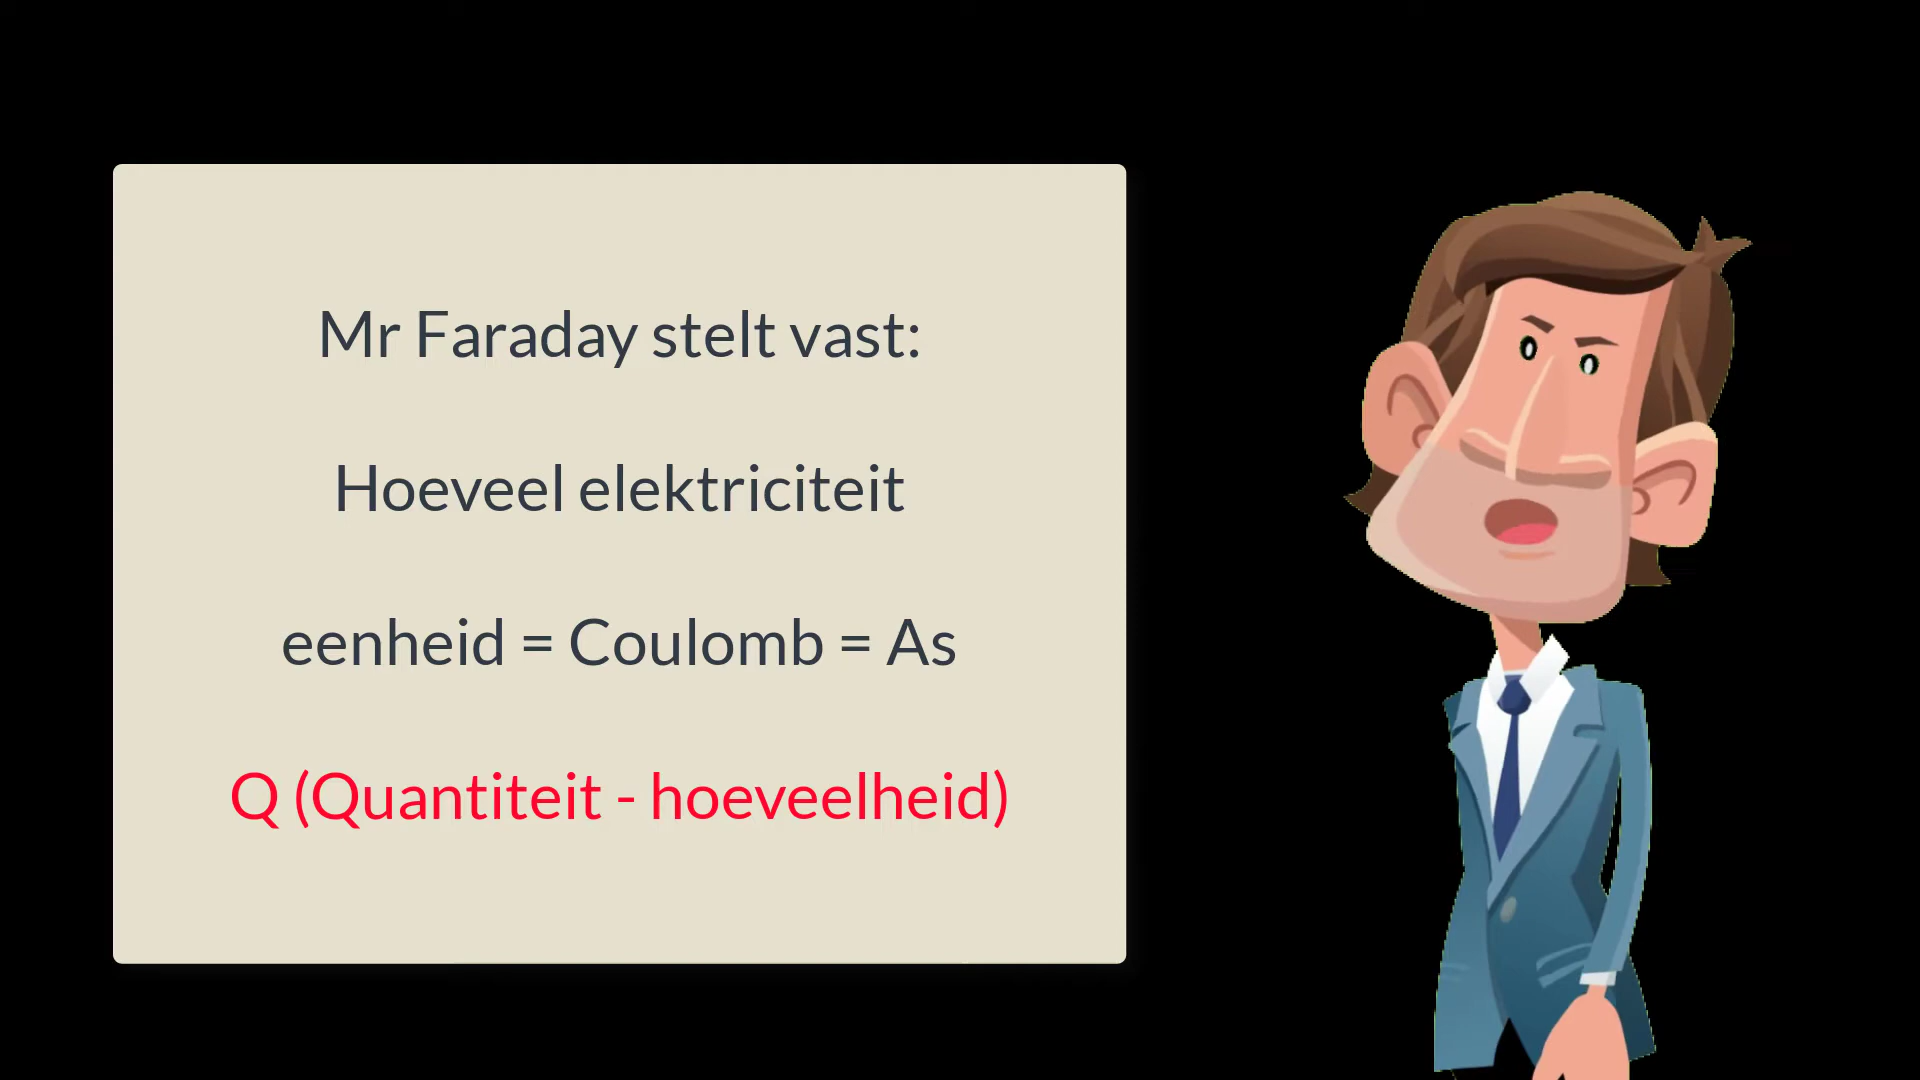 Mr Faraday stelt vast:
Hoeveel elektriciteit
eenheid = Coulomb = As
Q (Quantiteit - hoeveelheid)